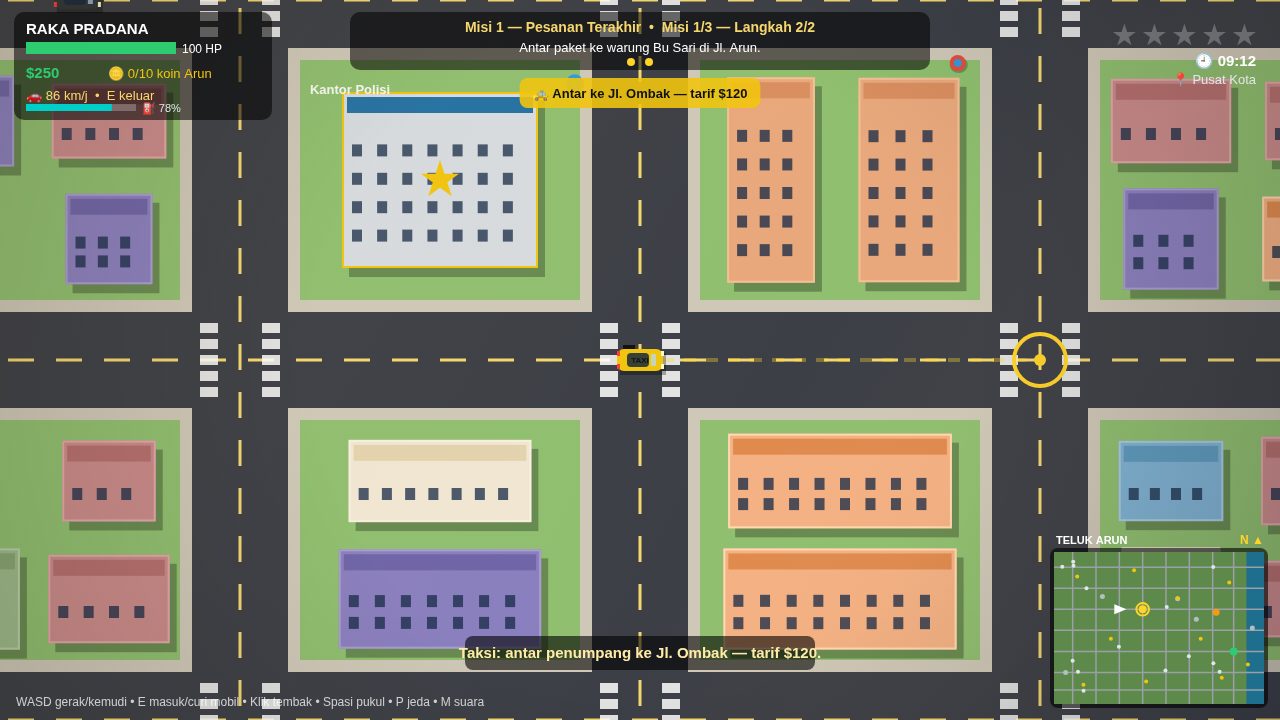 RAKA PRADANA
100 HP
$250
0/10 koin Arun
86 km/j • E keluar
78%
Misi 1 — Pesanan Terakhir • Misi 1/3 — Langkah 2/2
Antar paket ke warung Bu Sari di Jl. Arun.
Antar ke Jl. Ombak — tarif $120
09:12
Pusat Kota
Kantor Polisi
TAXI
TELUK ARUN
N ▲
Taksi: antar penumpang ke Jl. Ombak — tarif $120.
WASD gerak/kemudi • E masuk/curi mobil • Klik tembak • Spasi pukul • P jeda • M suara